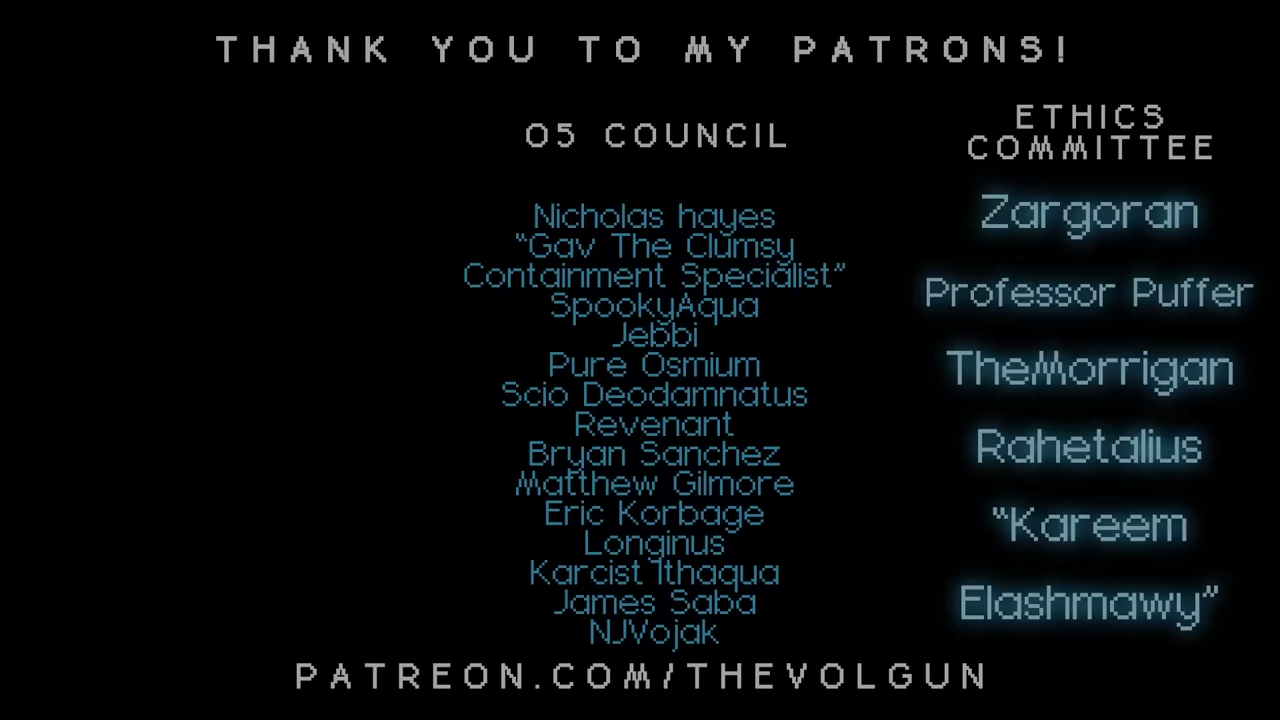 THANK YOU TO MY PATRONS!
05 COUNCIL
Nicholas hayes
"Gav The Clumsy
Containment Specialist"
SpookyAqua
Jebbi
Pure Osmium
Scio Deodamnatus
Revenant
Bryan Sanchez
Matthew Gilmore
Eric Korbage
Longinus
Karcist Ithaqua
James Saba
NJVojak
ETHICS
COMMITTEE
Zargoran
Professor Puffer
TheMorrigan
Rahetalius
"Kareem
Elashmawy"
PATREON.COM/THEVOLGUN